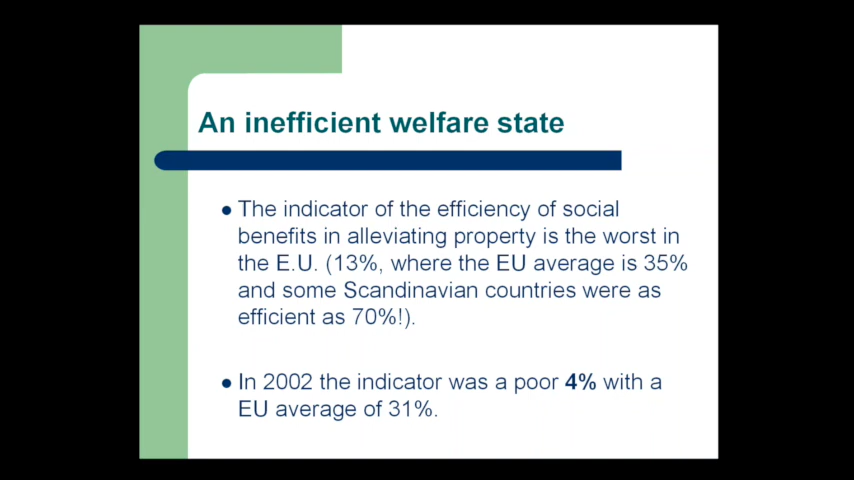 An inefficient welfare state
● The indicator of the efficiency of social
benefits in alleviating property is the worst in
the E.U. (13%, where the EU average is 35%
and some Scandinavian countries were as
efficient as 70%!).
● In 2002 the indicator was a poor 4% with a
EU average of 31%.